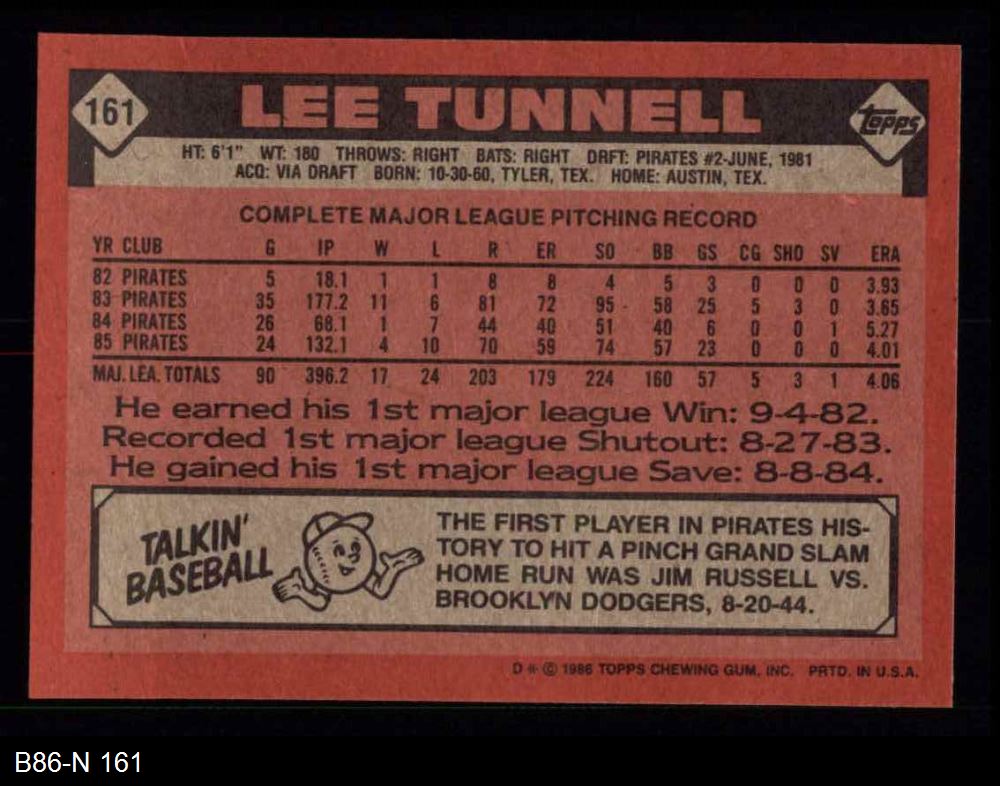 161 LEE TUNNELL Topps
HT: 6'1" WT: 180 THROWS: RIGHT BATS: RIGHT DRFT: PIRATES #2-JUNE, 1981
ACQ: VIA DRAFT BORN: 10-30-60, TYLER, TEX. HOME: AUSTIN, TEX.
COMPLETE MAJOR LEAGUE PITCHING RECORD
YR CLUB G IP W L R ER SO BB GS CG SHO SV ERA
82 PIRATES 5 18.1 1 1 8 8 4 5 3 0 0 0 3.93
83 PIRATES 35 177.2 11 6 81 72 95 58 25 5 3 0 3.65
84 PIRATES 26 68.1 1 7 44 40 51 40 6 0 0 1 5.27
85 PIRATES 24 132.1 4 10 70 59 74 57 23 0 0 0 4.01
MAJ. LEA. TOTALS 90 396.2 17 24 203 179 224 160 57 5 3 1 4.06
He earned his 1st major league Win: 9-4-82.
Recorded 1st major league Shutout: 8-27-83.
He gained his 1st major league Save: 8-8-84.
TALKIN'
BASEBALL
THE FIRST PLAYER IN PIRATES HIS-
TORY TO HIT A PINCH GRAND SLAM
HOME RUN WAS JIM RUSSELL VS.
BROOKLYN DODGERS, 8-20-44.
D * © 1986 TOPPS CHEWING GUM, INC. PRTD. IN U.S.A.
B86-N 161